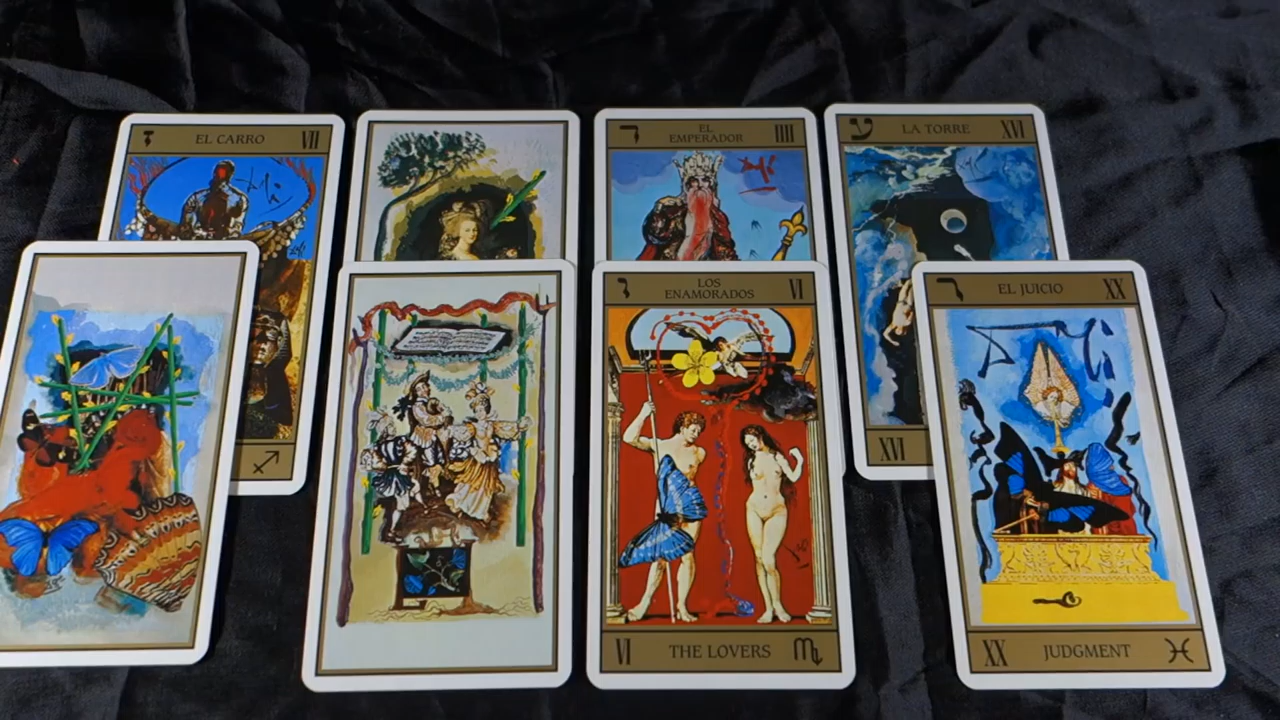 EL CARRO VII
EL
EMPERADOR IIII
LA TORRE XVI
XVI
LOS
ENAMORADOS VI
VI THE LOVERS
EL JUICIO XX
Dalí
XX JUDGMENT